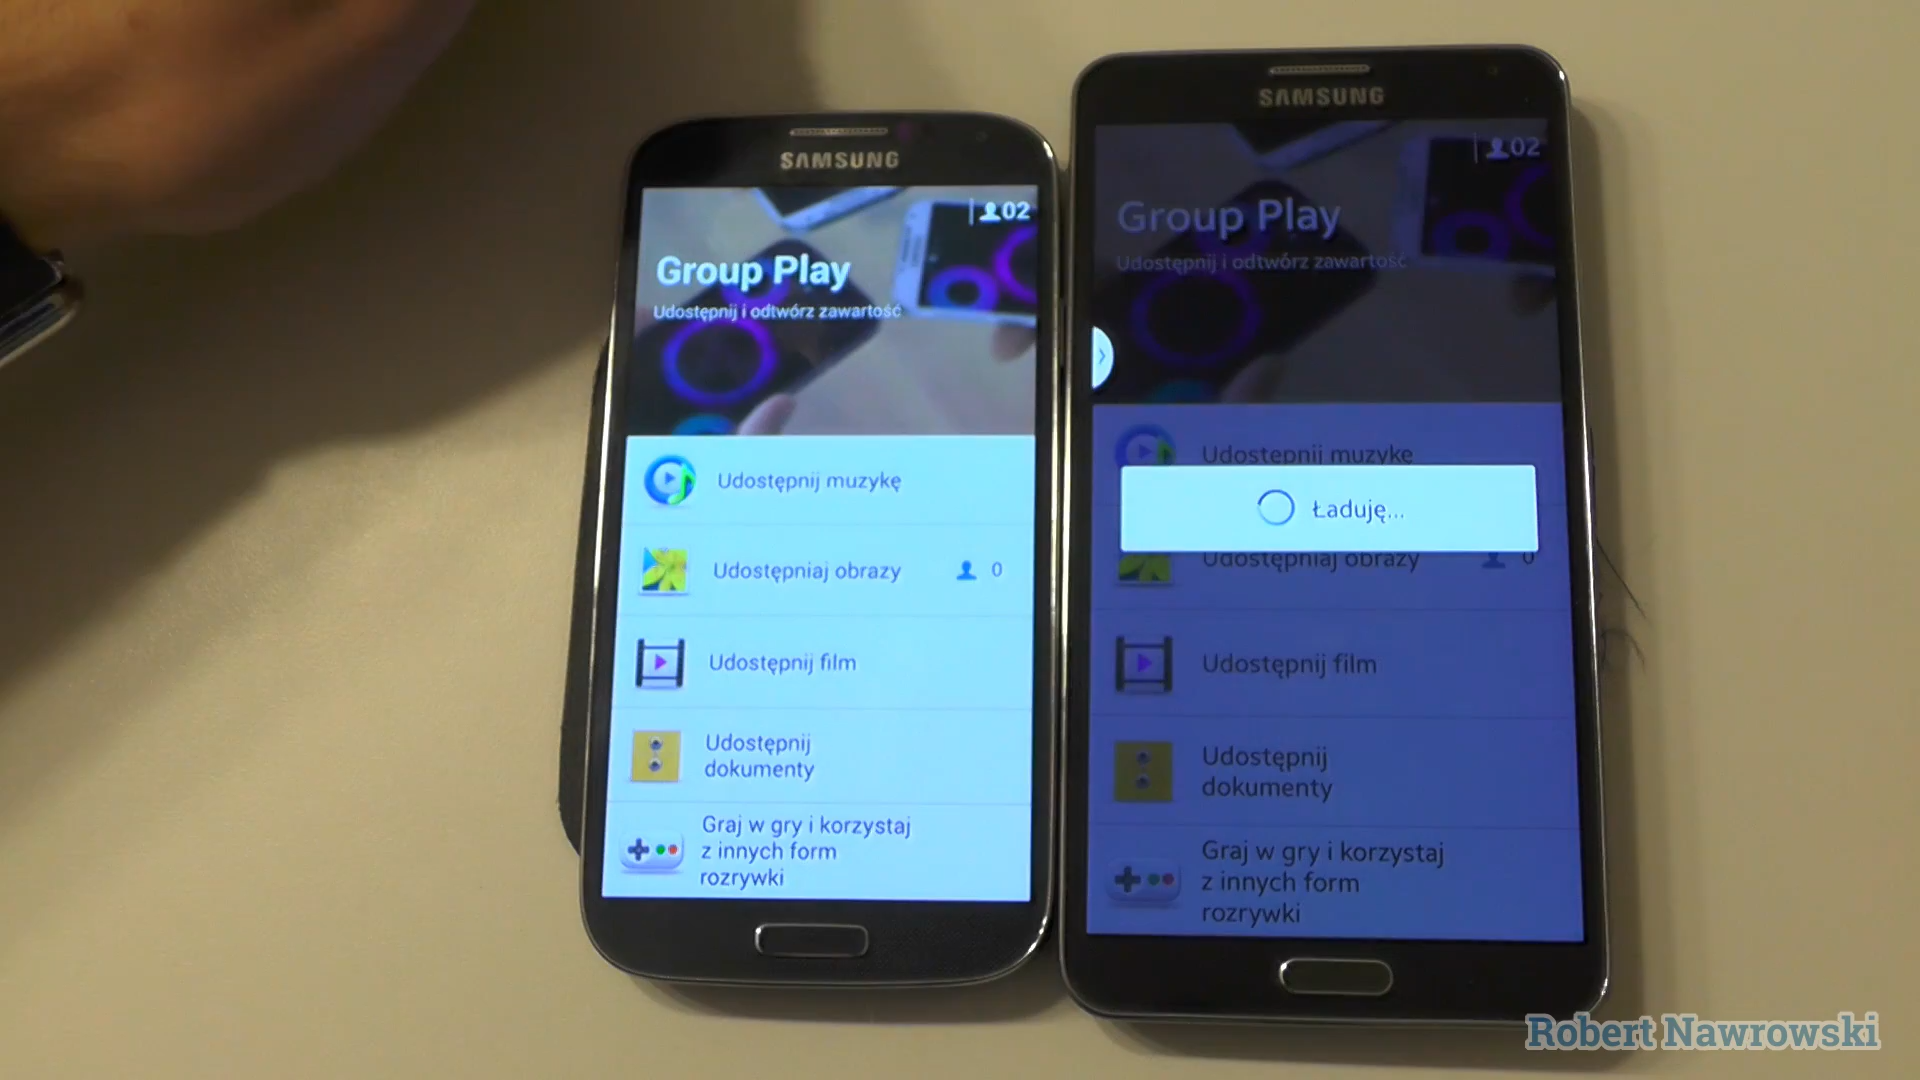 SAMSUNG
02
Group Play
Udostępnij i odtwórz zawartość
Udostępnij muzykę
Udostępniaj obrazy 0
Udostępnij film
Udostępnij
dokumenty
Graj w gry i korzystaj
z innych form
rozrywki
SAMSUNG
02
Group Play
Udostępnij i odtwórz zawartość
Udostępnij muzykę
Ładuję...
Udostępniaj obrazy 0
Udostępnij film
Udostępnij
dokumenty
Graj w gry i korzystaj
z innych form
rozrywki
Robert Nawrowski